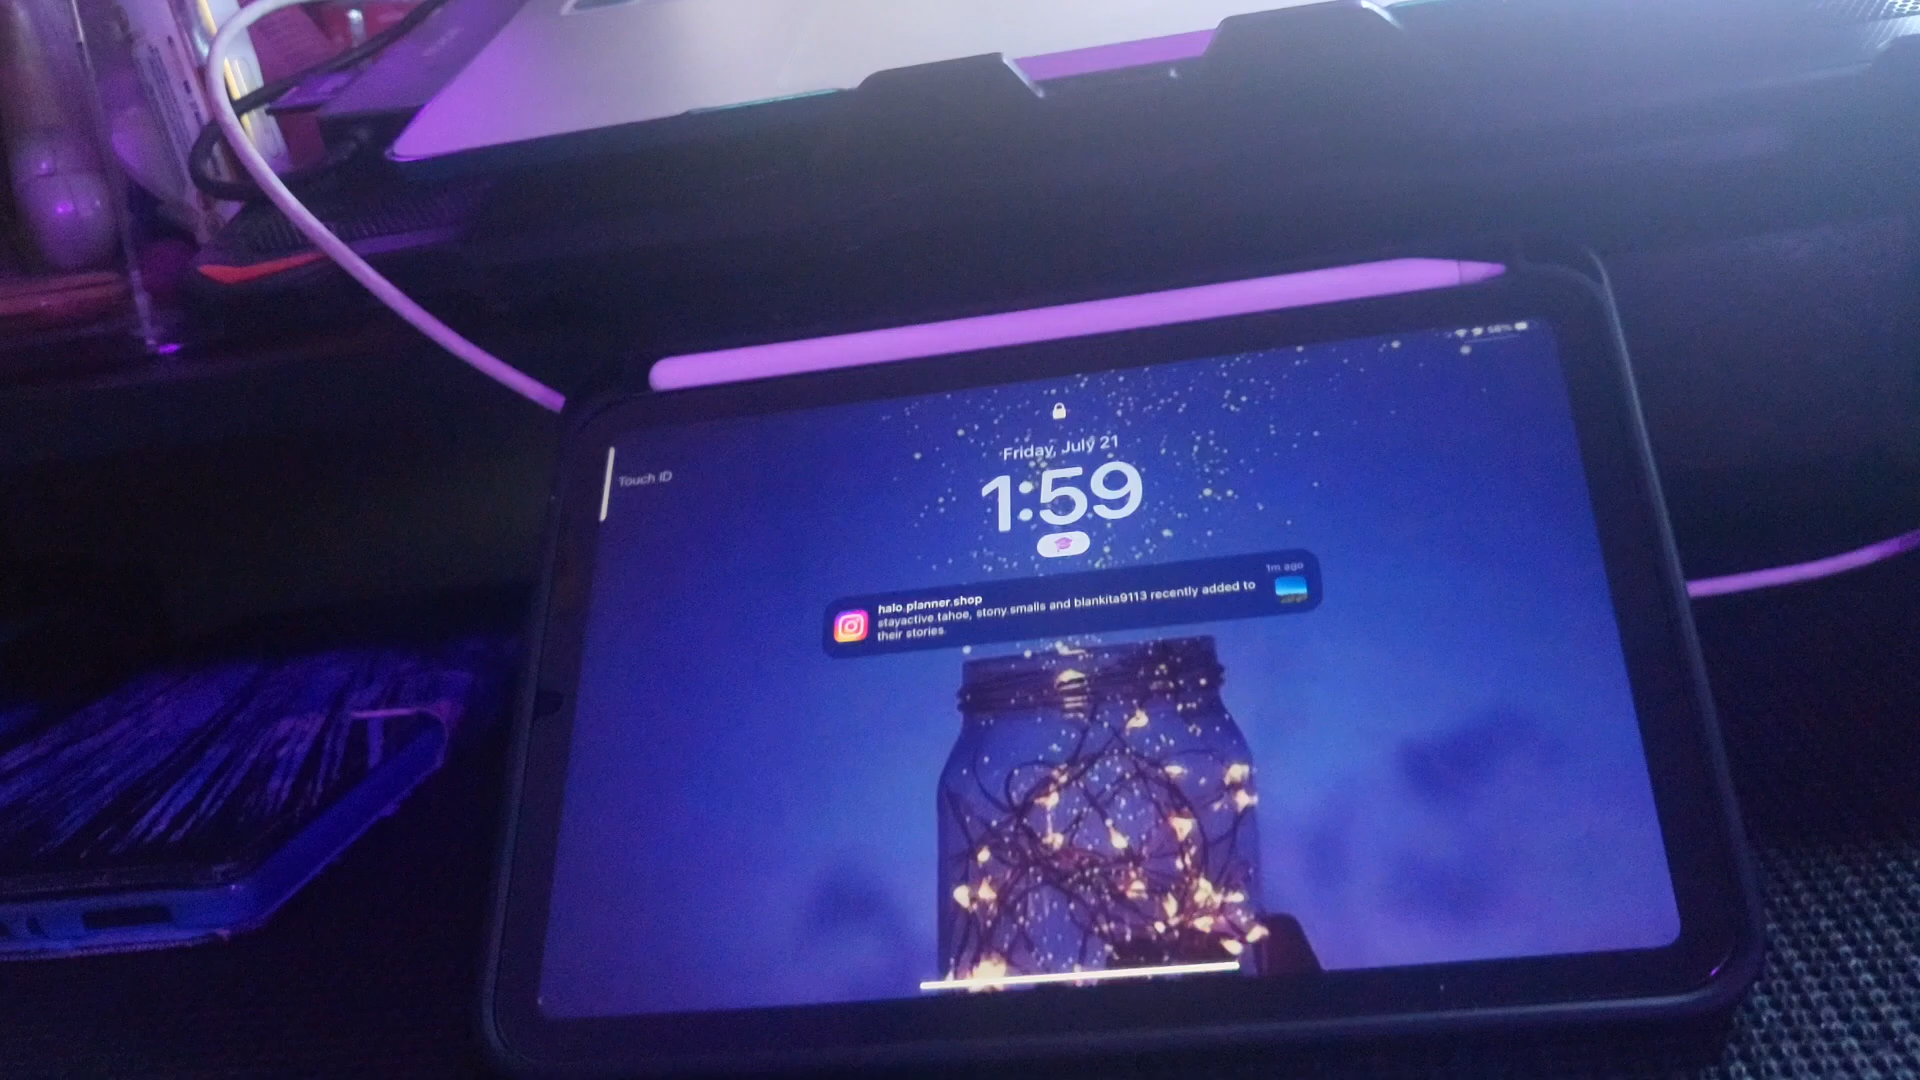 56%
Touch ID
Friday, July 21
1:59
halo.planner.shop
1m ago
stayactive.tahoe, stony.smalls and blankita9113 recently added to
their stories.